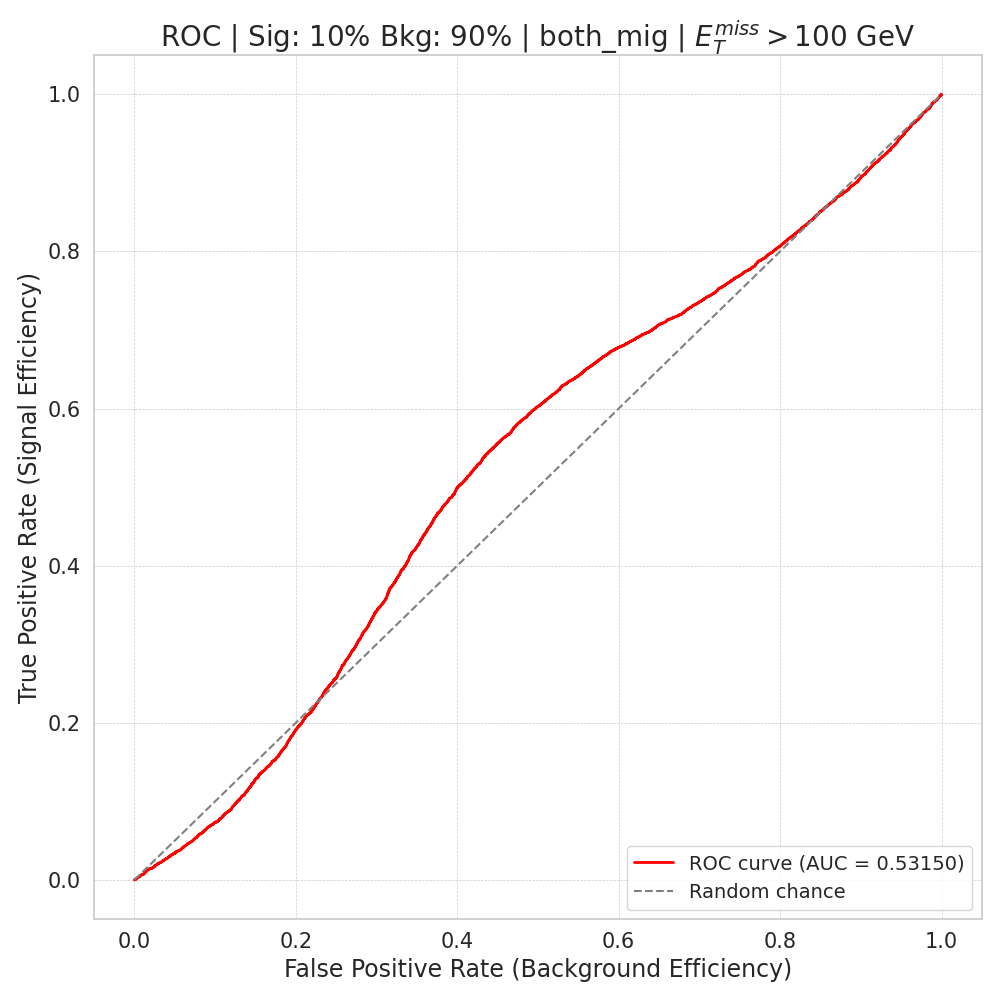 ROC | Sig: 10% Bkg: 90% | both_mig | $E_T^{miss} > 100$ GeV
True Positive Rate (Signal Efficiency)
1.0
0.8
0.6
0.4
0.2
0.0
0.0 0.2 0.4 0.6 0.8 1.0
False Positive Rate (Background Efficiency)
ROC curve (AUC = 0.53150)
Random chance